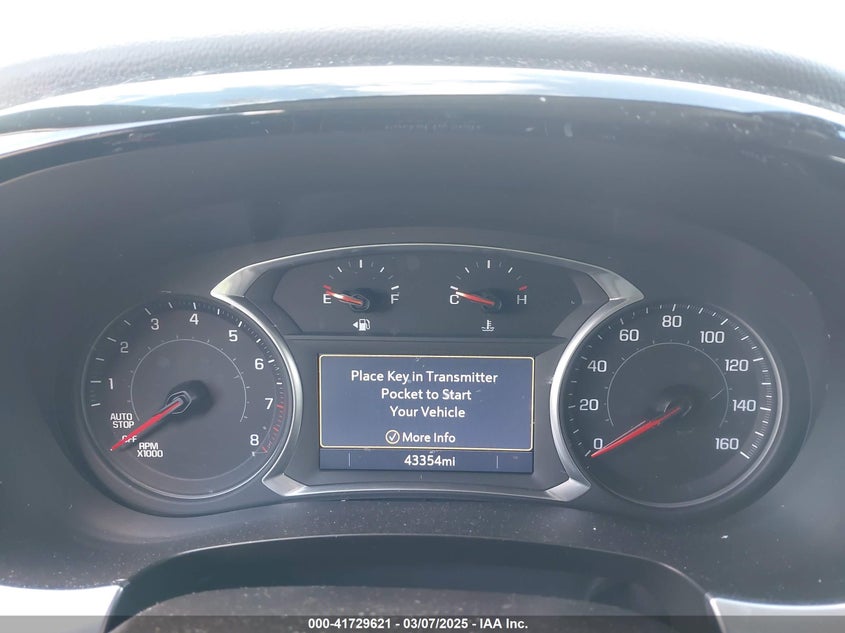 E F C H
1 2 3 4 5 6 7 8
AUTO
STOP
OFF
RPM
X1000
Place Key in Transmitter
Pocket to Start
Your Vehicle
More Info
43354mi
0 20 40 60 80 100 120 140 160
000-41729621 - 03/07/2025 - IAA Inc.